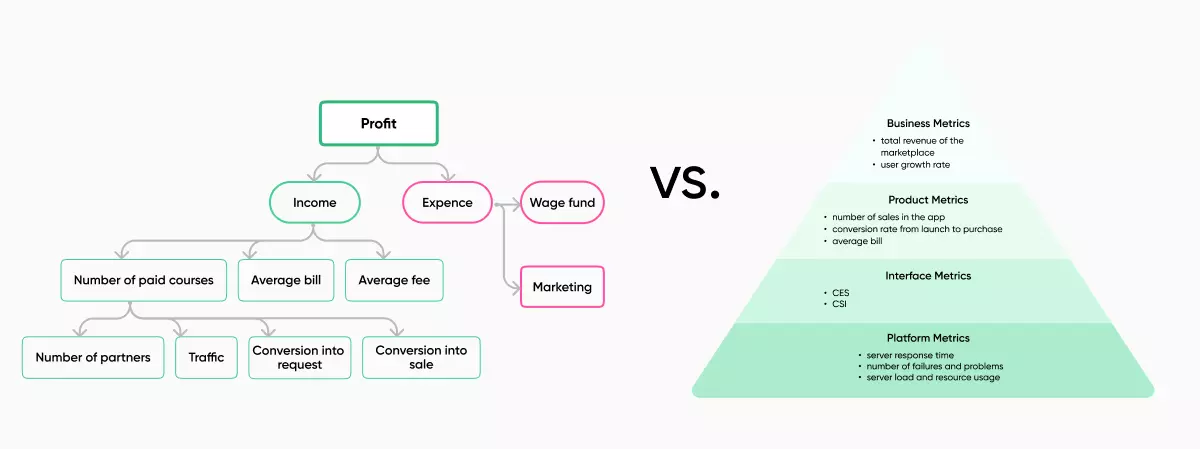 Profit
Income
Expence
Wage fund
Number of paid courses
Average bill
Average fee
Marketing
Number of partners
Traffic
Conversion into
request
Conversion into
sale
vs.
Business Metrics
• total revenue of the
marketplace
• user growth rate
Product Metrics
• number of sales in the app
• conversion rate from launch to purchase
• average bill
Interface Metrics
• CES
• CSI
Platform Metrics
• server response time
• number of failures and problems
• server load and resource usage